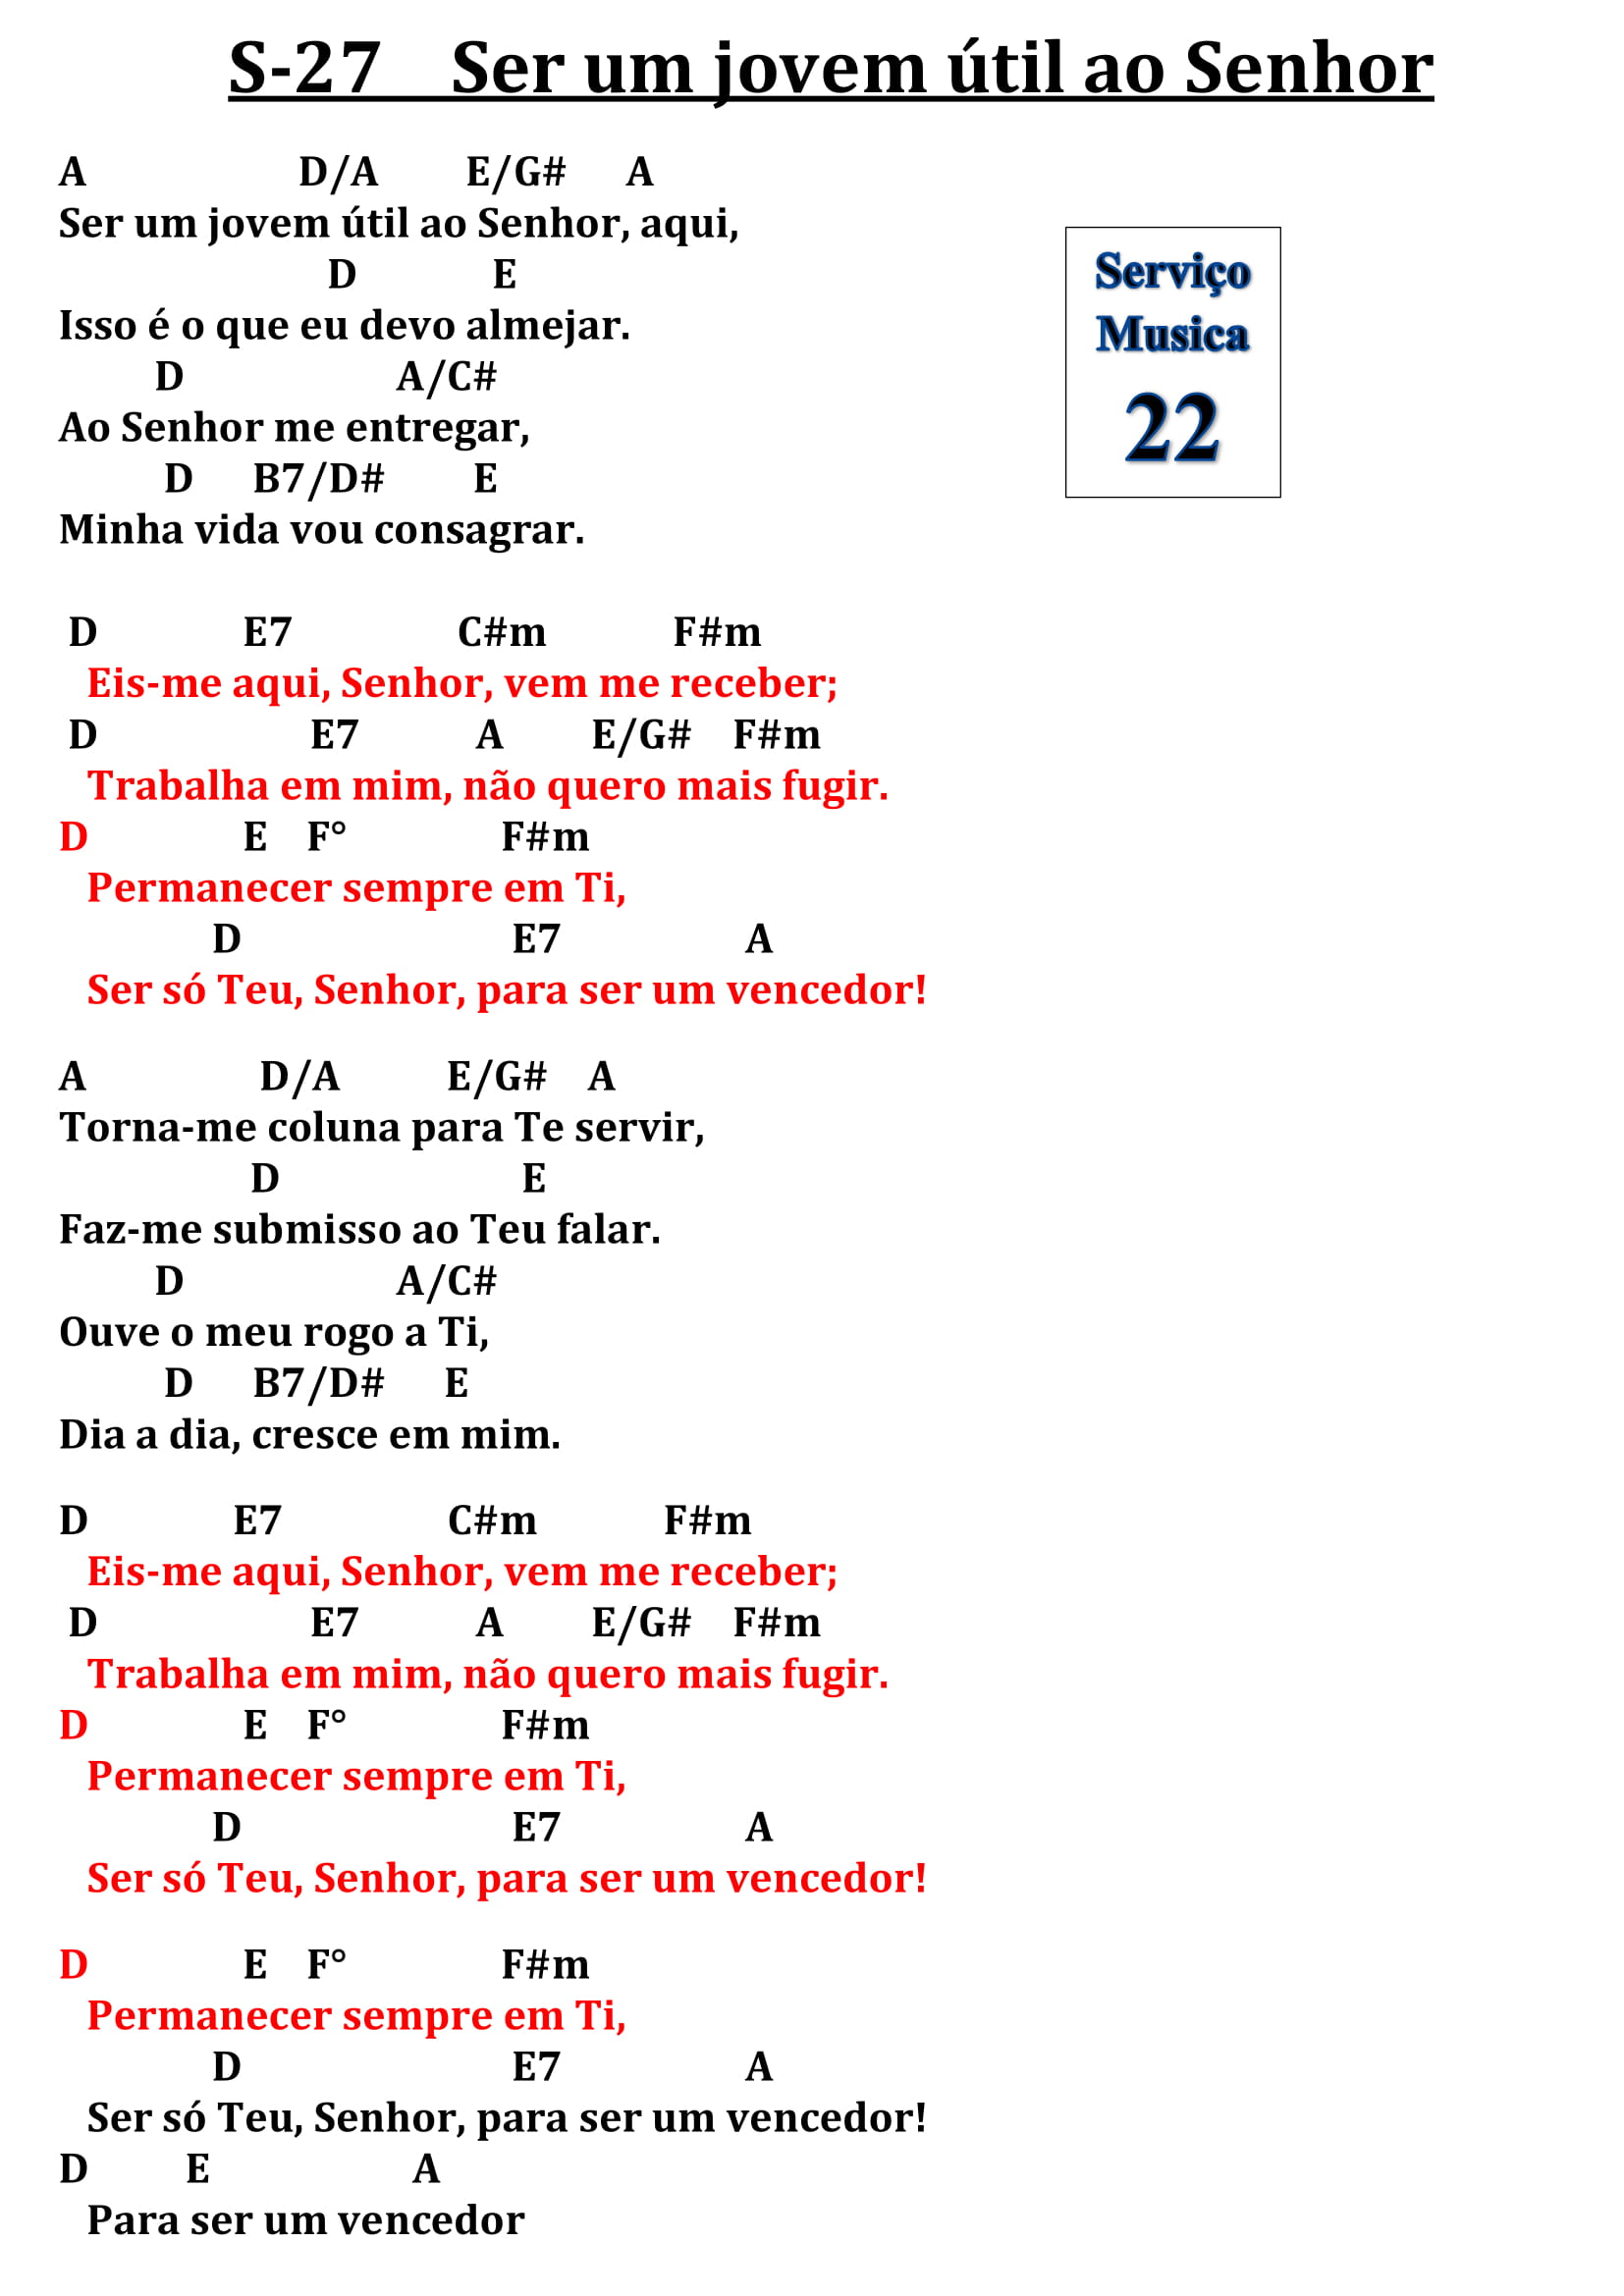 S-27    Ser um jovem útil ao Senhor
A                      D/A         E/G#      A
Ser um jovem útil ao Senhor, aqui,
                            D              E
Isso é o que eu devo almejar.
          D                      A/C#
Ao Senhor me entregar,
           D      B7/D#         E
Minha vida vou consagrar.
Serviço
Musica
22
 D               E7                 C#m             F#m
   Eis-me aqui, Senhor, vem me receber;
 D                      E7            A         E/G#    F#m
   Trabalha em mim, não quero mais fugir.
D                E    F°                F#m
   Permanecer sempre em Ti,
                D                            E7                   A
   Ser só Teu, Senhor, para ser um vencedor!
A                  D/A           E/G#    A
Torna-me coluna para Te servir,
                    D                         E
Faz-me submisso ao Teu falar.
          D                      A/C#
Ouve o meu rogo a Ti,
           D      B7/D#      E
Dia a dia, cresce em mim.
D               E7                 C#m             F#m
   Eis-me aqui, Senhor, vem me receber;
 D                      E7            A         E/G#    F#m
   Trabalha em mim, não quero mais fugir.
D                E    F°                F#m
   Permanecer sempre em Ti,
                D                            E7                   A
   Ser só Teu, Senhor, para ser um vencedor!
D                E    F°                F#m
   Permanecer sempre em Ti,
                D                            E7                   A
   Ser só Teu, Senhor, para ser um vencedor!
D          E                     A
   Para ser um vencedor